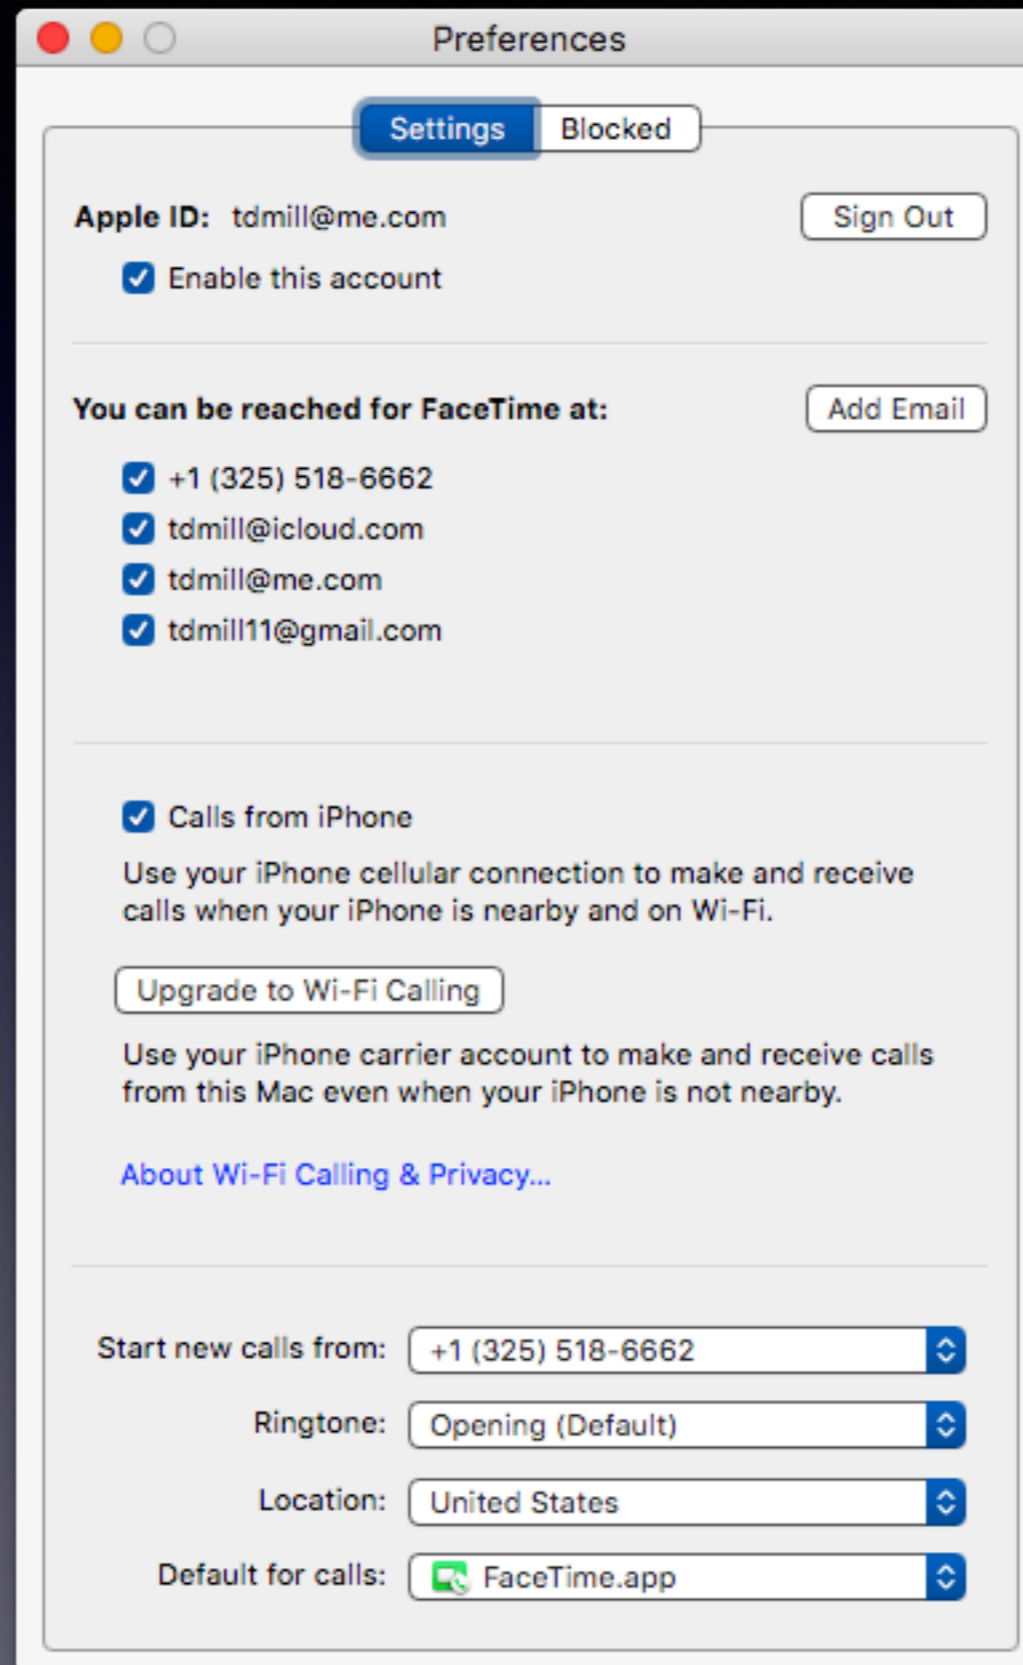 Preferences
Settings Blocked
Apple ID: tdmill@me.com Sign Out
Enable this account
You can be reached for FaceTime at: Add Email
+1 (325) 518-6662
tdmill@icloud.com
tdmill@me.com
tdmill11@gmail.com
Calls from iPhone
Use your iPhone cellular connection to make and receive
calls when your iPhone is nearby and on Wi-Fi.
Upgrade to Wi-Fi Calling
Use your iPhone carrier account to make and receive calls
from this Mac even when your iPhone is not nearby.
About Wi-Fi Calling & Privacy...
Start new calls from: +1 (325) 518-6662
Ringtone: Opening (Default)
Location: United States
Default for calls: FaceTime.app